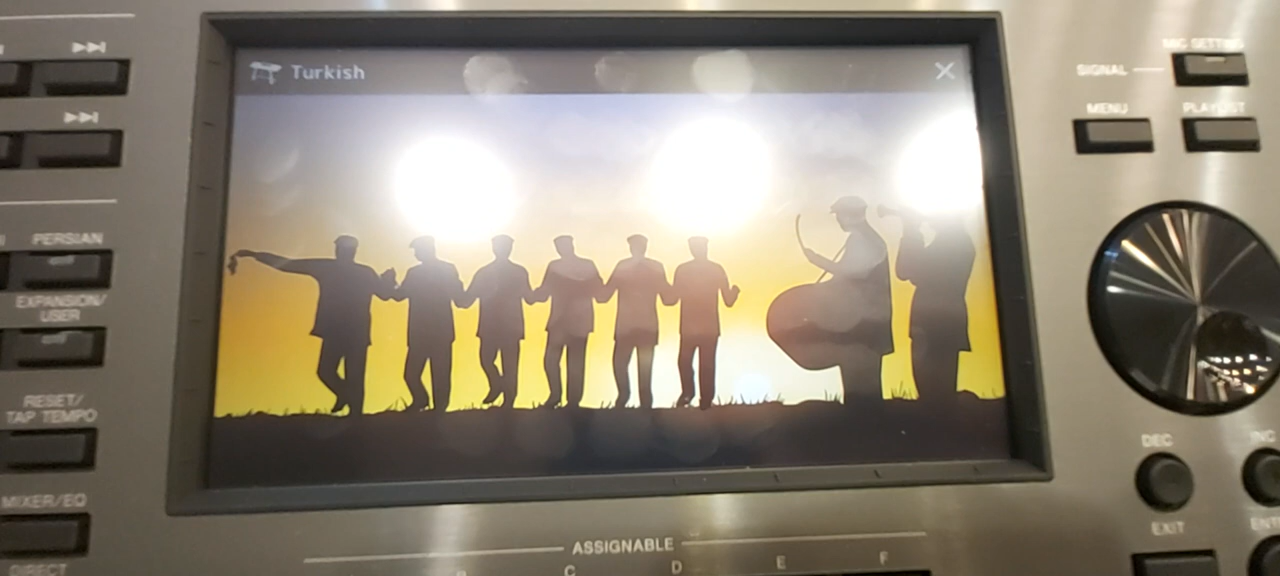 Turkish
MIC SETTING
SIGNAL
MENU
PLAYLIST
PERSIAN
EXPANSION/
USER
RESET/
TAP TEMPO
MIXER/EQ
DIRECT
DEC
INC
EXIT
ASSIGNABLE
C
D
E
F